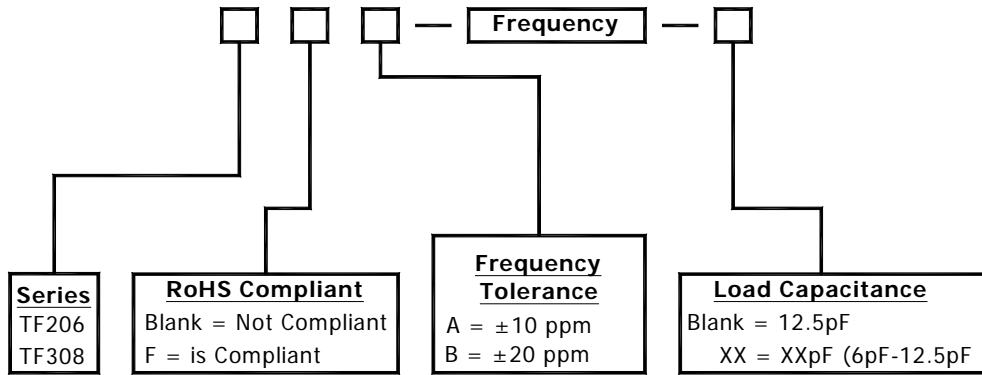 Frequency
Series
TF206
TF308
RoHS Compliant
Blank = Not Compliant
F = is Compliant
Frequency
Tolerance
A = ±10 ppm
B = ±20 ppm
Load Capacitance
Blank = 12.5pF
XX = XXpF (6pF-12.5pF